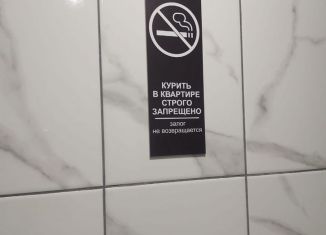 КУРИТЬ
В КВАРТИРЕ
СТРОГО
ЗАПРЕЩЕНО
залог
не возвращается